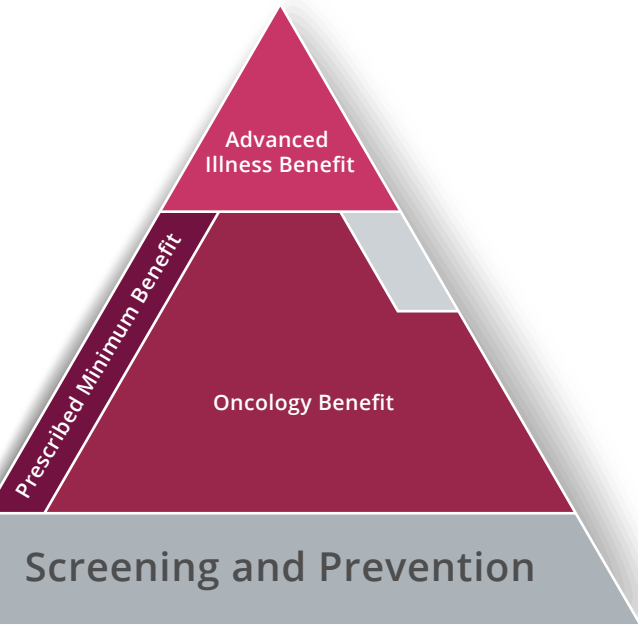 Advanced
Illness Benefit
Prescribed Minimum Benefit
Oncology Benefit
Screening and Prevention